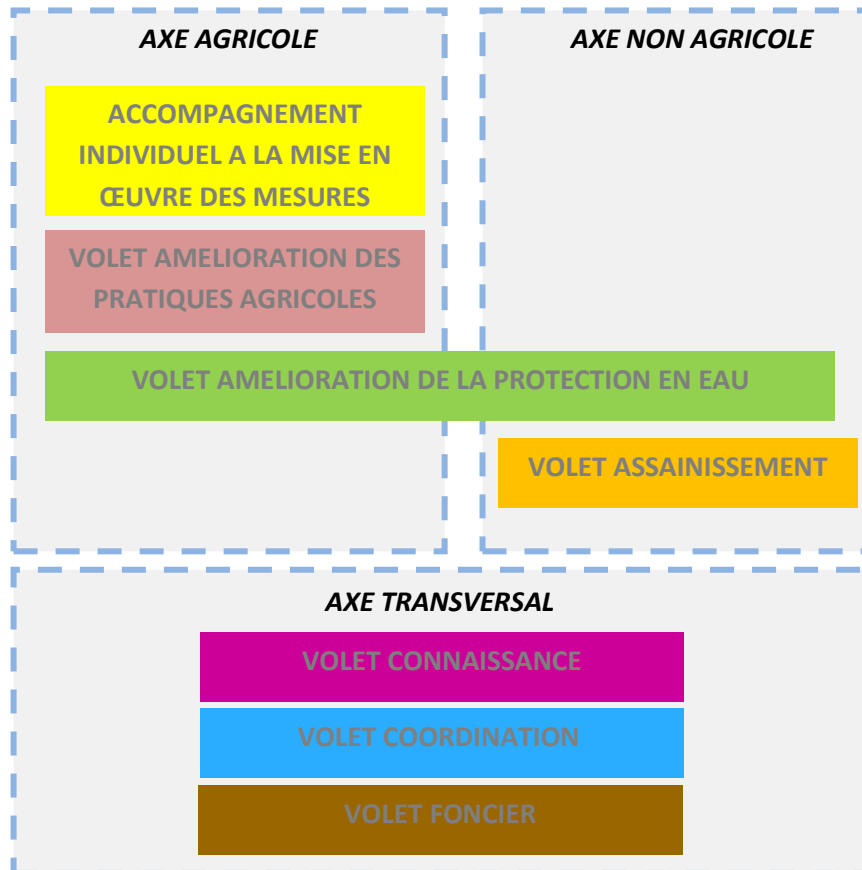 AXE AGRICOLE
ACCOMPAGNEMENT
INDIVIDUEL A LA MISE EN
ŒUVRE DES MESURES
VOLET AMELIORATION DES
PRATIQUES AGRICOLES
AXE NON AGRICOLE
VOLET AMELIORATION DE LA PROTECTION EN EAU
VOLET ASSAINISSEMENT
AXE TRANSVERSAL
VOLET CONNAISSANCE
VOLET COORDINATION
VOLET FONCIER